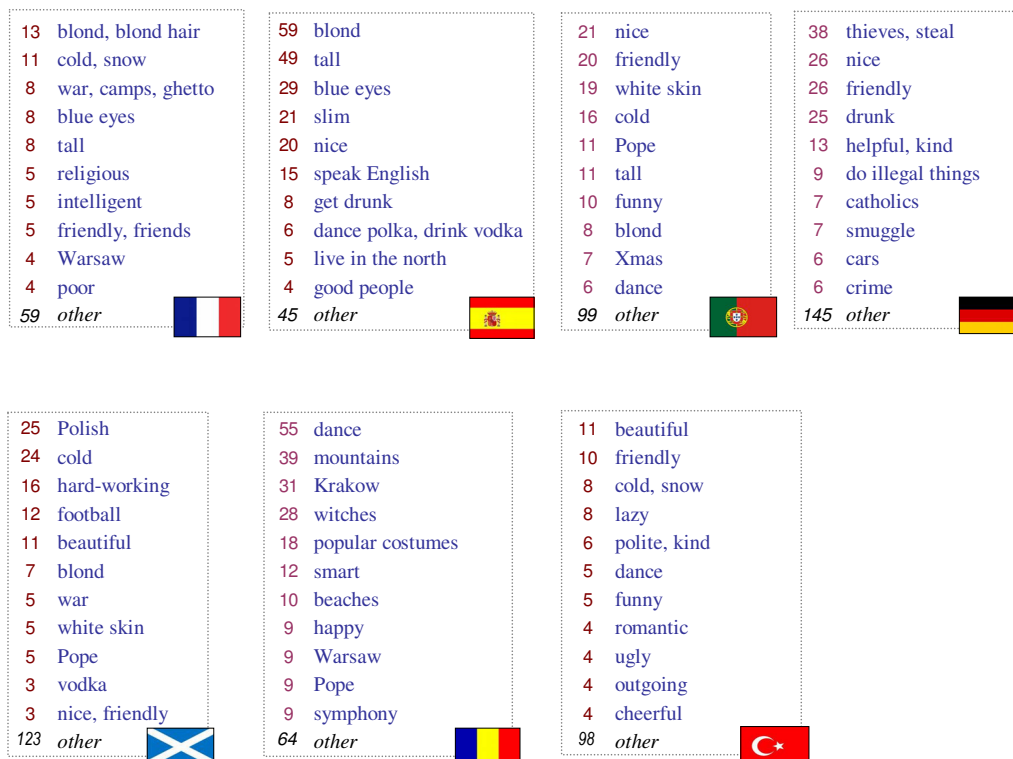 13 blond, blond hair
11 cold, snow
8 war, camps, ghetto
8 blue eyes
8 tall
5 religious
5 intelligent
5 friendly, friends
4 Warsaw
4 poor
59 other
59 blond
49 tall
29 blue eyes
21 slim
20 nice
15 speak English
8 get drunk
6 dance polka, drink vodka
5 live in the north
4 good people
45 other
21 nice
20 friendly
19 white skin
16 cold
11 Pope
11 tall
10 funny
8 blond
7 Xmas
6 dance
99 other
38 thieves, steal
26 nice
26 friendly
25 drunk
13 helpful, kind
9 do illegal things
7 catholics
7 smuggle
6 cars
6 crime
145 other
25 Polish
24 cold
16 hard-working
12 football
11 beautiful
7 blond
5 war
5 white skin
5 Pope
3 vodka
3 nice, friendly
123 other
55 dance
39 mountains
31 Krakow
28 witches
18 popular costumes
12 smart
10 beaches
9 happy
9 Warsaw
9 Pope
9 symphony
64 other
11 beautiful
10 friendly
8 cold, snow
8 lazy
6 polite, kind
5 dance
5 funny
4 romantic
4 ugly
4 outgoing
4 cheerful
98 other